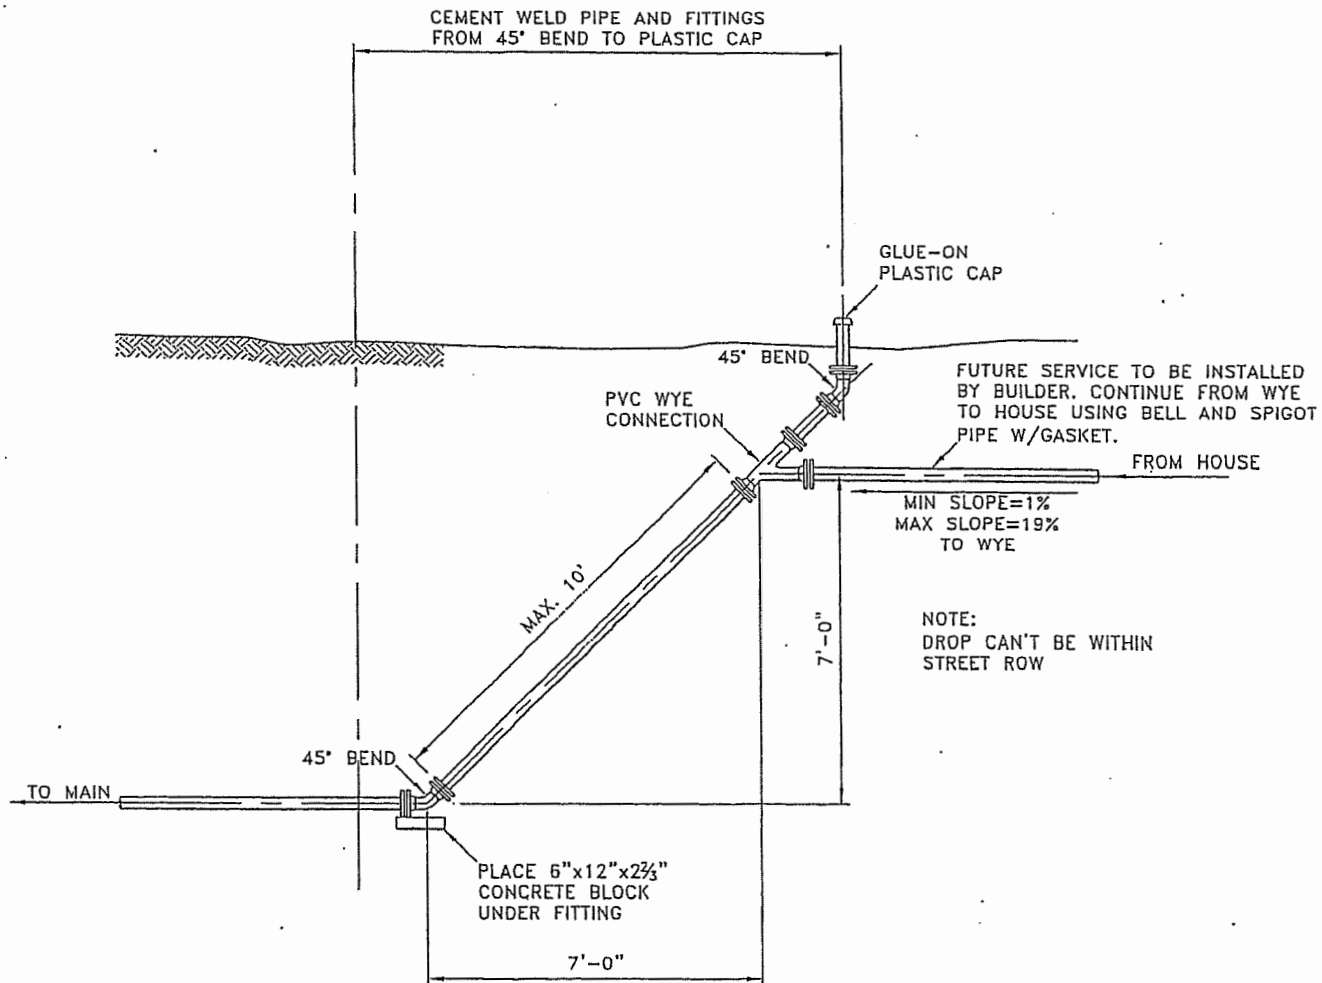 CEMENT WELD PIPE AND FITTINGS
FROM 45° BEND TO PLASTIC CAP
GLUE-ON
PLASTIC CAP
45° BEND
FUTURE SERVICE TO BE INSTALLED
BY BUILDER. CONTINUE FROM WYE
TO HOUSE USING BELL AND SPIGOT
PIPE W/GASKET.
PVC WYE
CONNECTION
FROM HOUSE
MIN SLOPE=1%
MAX SLOPE=19%
TO WYE
MAX. 10'
7'-0"
NOTE:
DROP CAN'T BE WITHIN
STREET ROW
45° BEND
TO MAIN
PLACE 6"x12"x2⅔"
CONCRETE BLOCK
UNDER FITTING
7'-0"